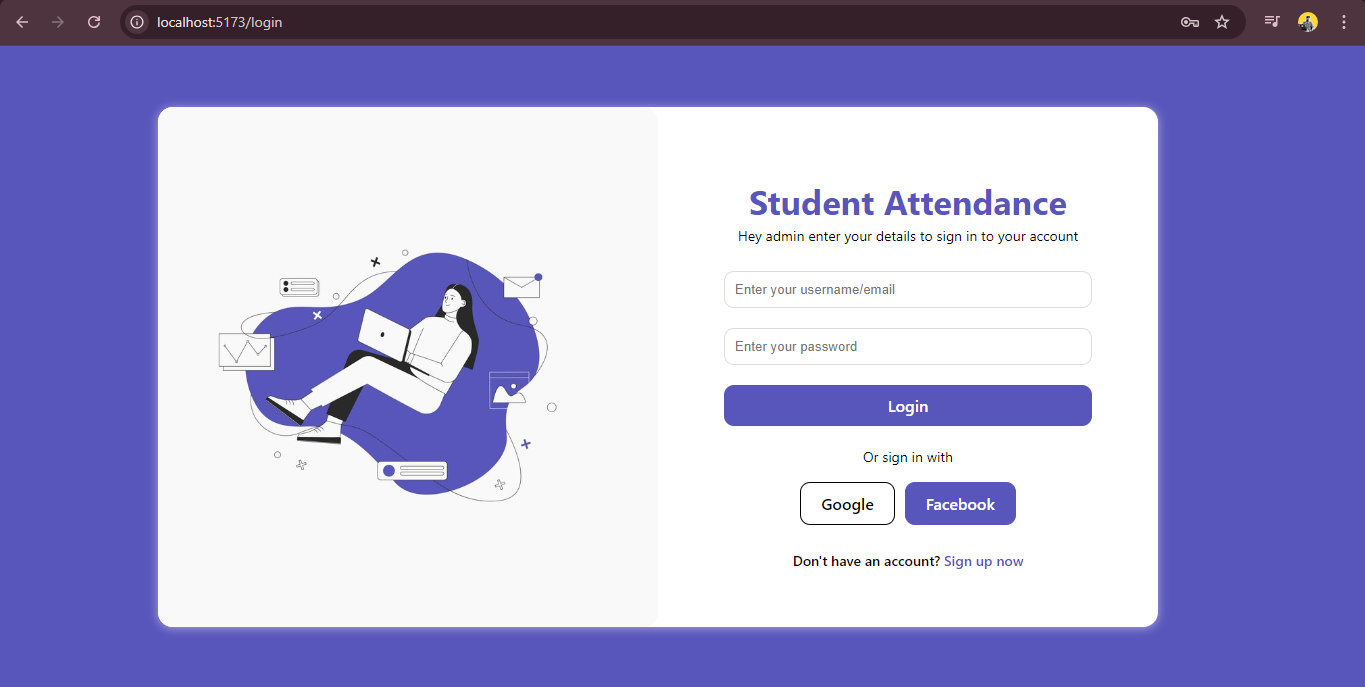 localhost:5173/login
Student Attendance
Hey admin enter your details to sign in to your account
Enter your username/email
Enter your password
Login
Or sign in with
Google Facebook
Don't have an account? Sign up now